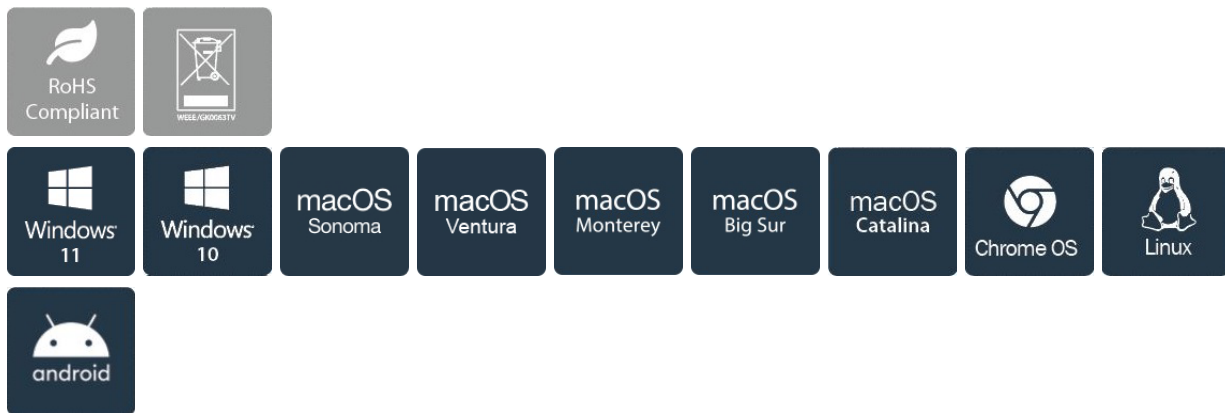 RoHS
Compliant
WEEE/GK0063TV
Windows
11
Windows
10
macOS
Sonoma
macOS
Ventura
macOS
Monterey
macOS
Big Sur
macOS
Catalina
Chrome OS
Linux
android